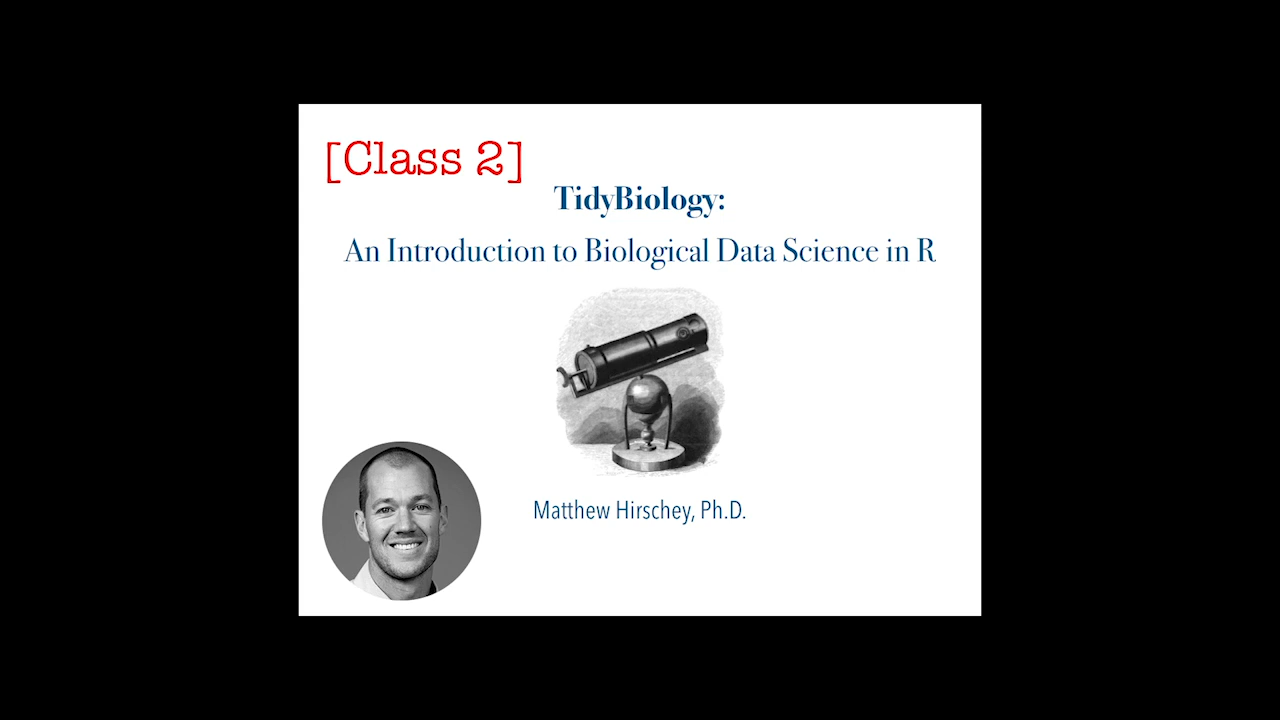 [Class 2]
TidyBiology:
An Introduction to Biological Data Science in R
Matthew Hirschey, Ph.D.